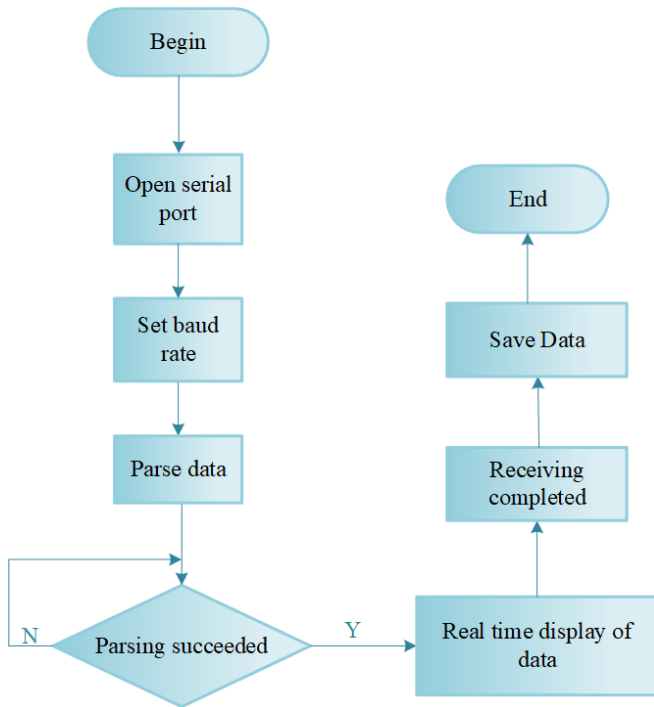 Begin
Open serial
port
Set baud
rate
Parse data
Parsing succeeded
N
Y
Real time display of
data
Receiving
completed
Save Data
End